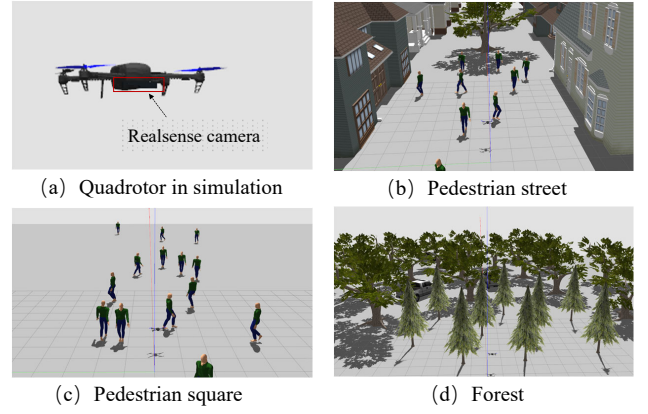 Realsense camera
(a) Quadrotor in simulation
(b) Pedestrian street
(c) Pedestrian square
(d) Forest